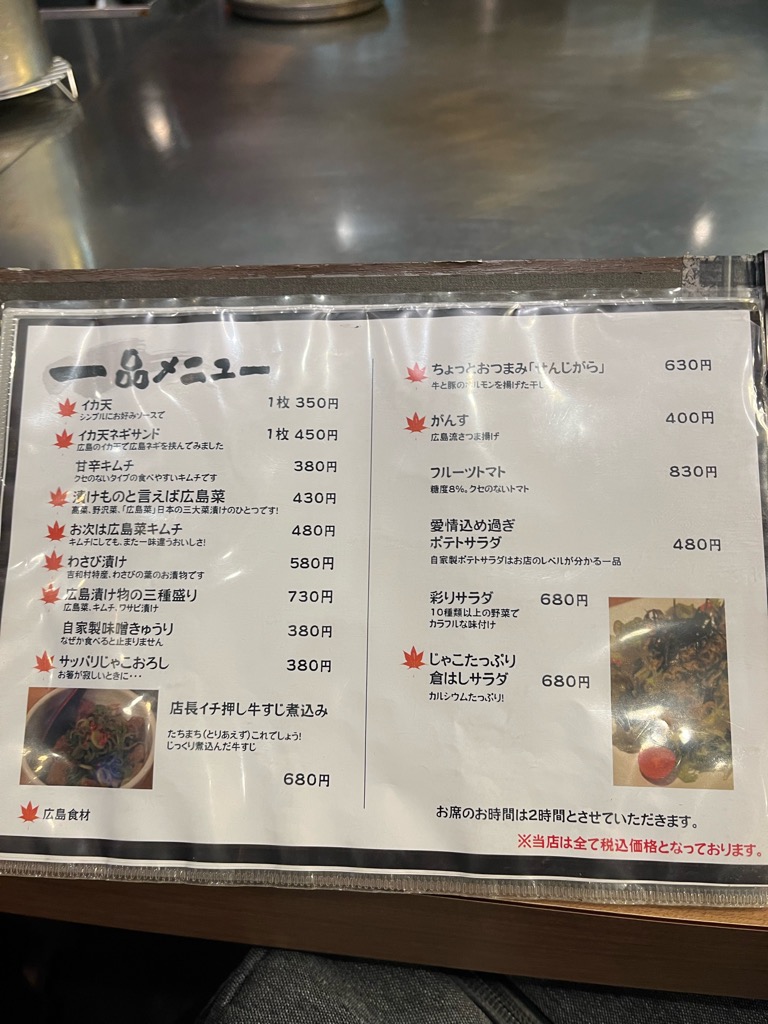 一品メニュー
イカ天 1枚 350円
シンプルにお好みソースで
イカ天ネギサンド 1枚 450円
広島のイカ天で広島ネギを挟んでみました
甘辛キムチ 380円
クセのないタイプの食べやすいキムチです
漬けものと言えば広島菜 430円
高菜、野沢菜、「広島菜」日本の三大菜漬けのひとつです!
お次は広島菜キムチ 480円
キムチにしても、また一味違うおいしさ!
わさび漬け 580円
吉和村特産、わさびの葉のお漬物です
広島漬け物の三種盛り 730円
広島菜、キムチ、ワサビ漬け
自家製味噌きゅうり 380円
なぜか食べると止まりません
サッパリじゃこおろし 380円
お箸が寂しいときに・・・
店長イチ押し牛すじ煮込み
たちまち(とりあえず)これでしょう!
じっくり煮込んだ牛すじ
680円
広島食材
ちょっとおつまみ「せんじがら」 630円
牛と豚のホルモンを揚げた干し
がんす 400円
広島流さつま揚げ
フルーツトマト 830円
糖度8%。クセのないトマト
愛情込め過ぎ
ポテトサラダ 480円
自家製ポテトサラダはお店のレベルが分かる一品
彩りサラダ 680円
10種類以上の野菜で
カラフルな味付け
じゃこたっぷり
倉はしサラダ 680円
カルシウムたっぷり!
お席のお時間は2時間とさせていただきます。
※当店は全て税込価格となっております。